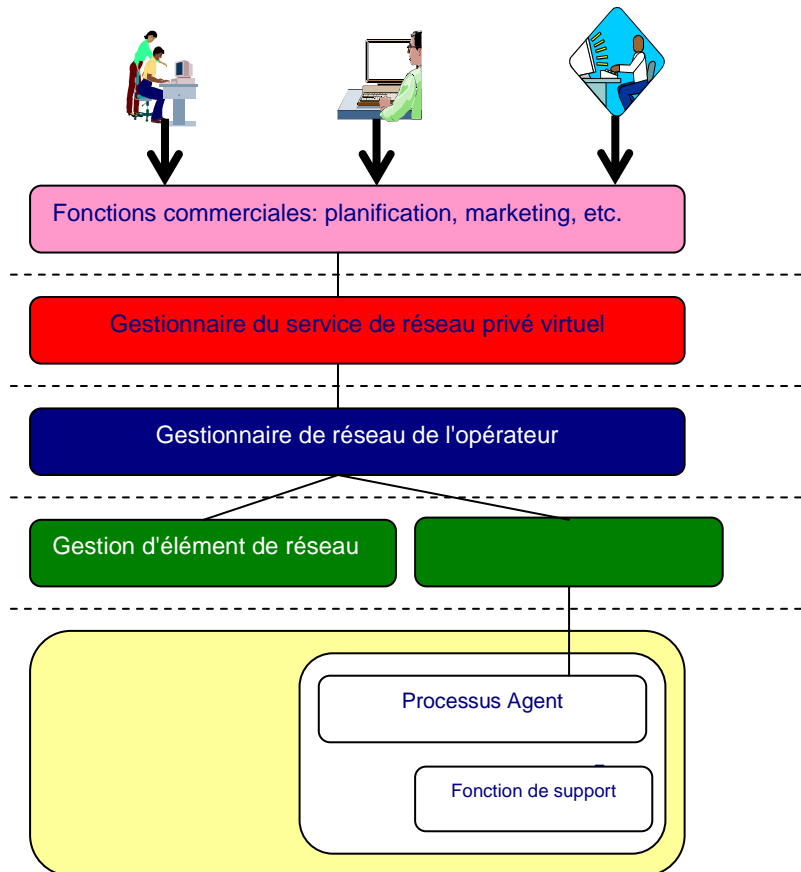 Fonctions commerciales: planification, marketing, etc.
Gestionnaire du service de réseau privé virtuel
Gestionnaire de réseau de l'opérateur
Gestion d'élément de réseau
Processus Agent
Fonction de support